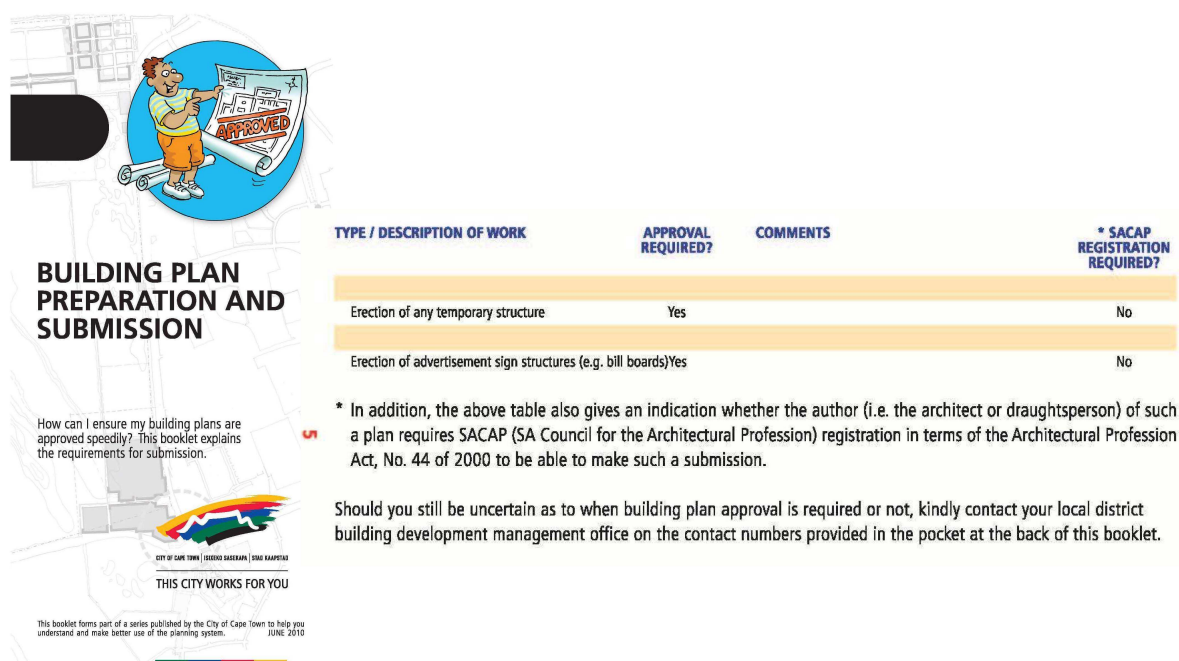 APPROVED
BUILDING PLAN
PREPARATION AND
SUBMISSION
How can I ensure my building plans are
approved speedily? This booklet explains
the requirements for submission.
CITY OF CAPE TOWN | ISIXEKO SASEKAPA | STAD KAAPSTAD
THIS CITY WORKS FOR YOU
This booklet forms part of a series published by the City of Cape Town to help you
understand and make better use of the planning system. JUNE 2010
TYPE / DESCRIPTION OF WORK APPROVAL REQUIRED? COMMENTS * SACAP REGISTRATION REQUIRED?
Erection of any temporary structure Yes No
Erection of advertisement sign structures (e.g. bill boards)Yes No
* In addition, the above table also gives an indication whether the author (i.e. the architect or draughtsperson) of such
5
a plan requires SACAP (SA Council for the Architectural Profession) registration in terms of the Architectural Profession
Act, No. 44 of 2000 to be able to make such a submission.
Should you still be uncertain as to when building plan approval is required or not, kindly contact your local district
building development management office on the contact numbers provided in the pocket at the back of this booklet.